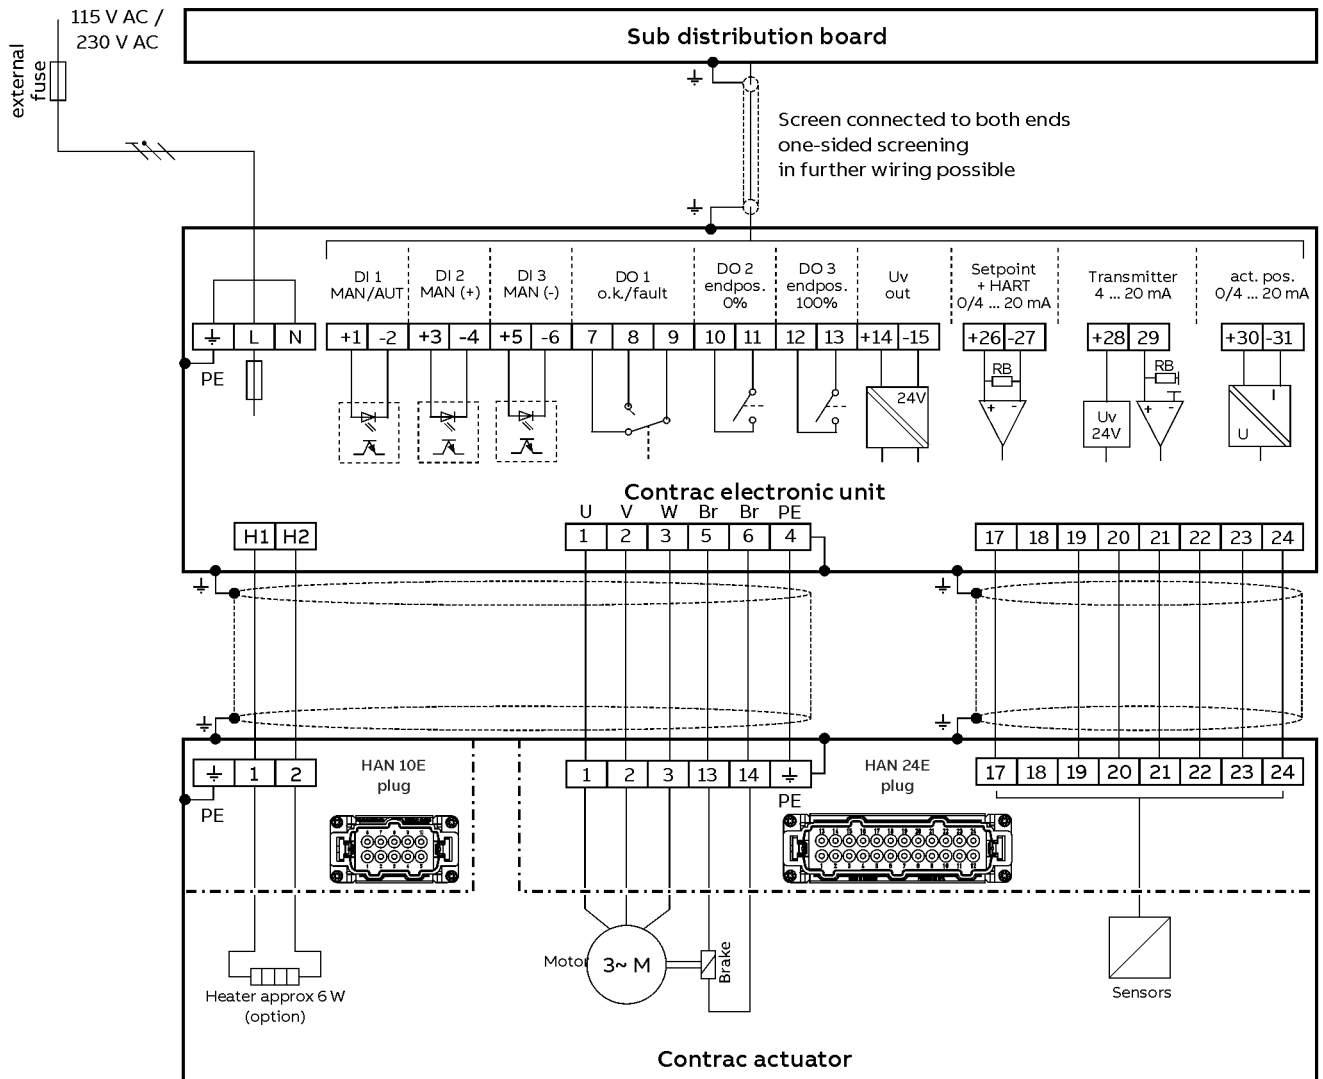 115 V AC /
230 V AC
external
fuse
Sub distribution board
Screen connected to both ends
one-sided screening
in further wiring possible
DI 1
MAN/AUT
DI 2
MAN (+)
DI 3
MAN (-)
DO 1
o.k./fault
DO 2
endpos.
0%
DO 3
endpos.
100%
Uv
out
Setpoint
+ HART
0/4 ... 20 mA
Transmitter
4 ... 20 mA
act. pos.
0/4 ... 20 mA
L N +1 -2 +3 -4 +5 -6 7 8 9 10 11 12 13 +14 -15 +26 -27 +28 29 +30 -31
PE
24V
RB
+ -
Uv
24V
RB
+ -
I
U
Contrac electronic unit
U V W Br Br PE
H1 H2 1 2 3 5 6 4 17 18 19 20 21 22 23 24
1 2 1 2 3 13 14 17 18 19 20 21 22 23 24
PE
HAN 10E
plug
PE
HAN 24E
plug
Motor
3~ M
Brake
Heater approx 6 W
(option)
Sensors
Contrac actuator